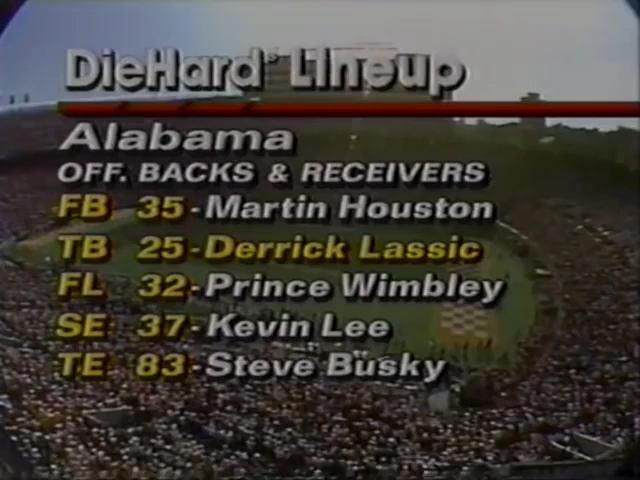 DieHard® Lineup
Alabama
OFF. BACKS & RECEIVERS
FB 35-Martin Houston
TB 25-Derrick Lassic
FL 32-Prince Wimbley
SE 37-Kevin Lee
TE 83-Steve Busky